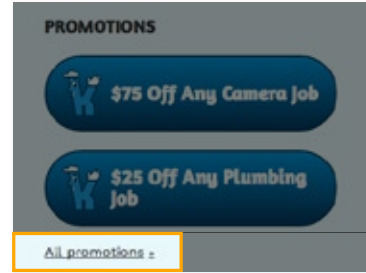 PROMOTIONS
$75 Off Any Camera Job
$25 Off Any Plumbing
Job
All promotions »